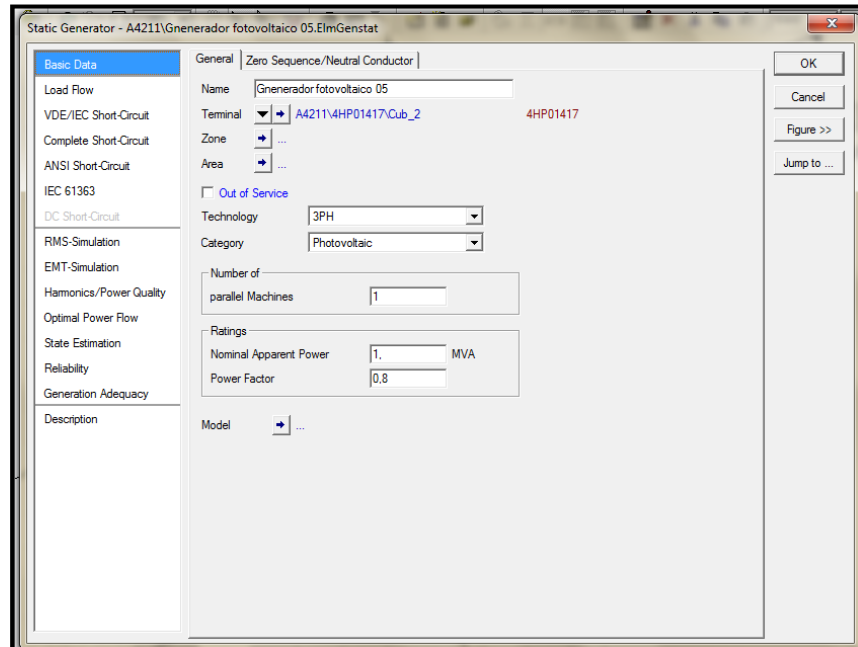 Static Generator - A4211\Gnenerador fotovoltaico 05.ElmGenstat
Basic Data
Load Flow
VDE/IEC Short-Circuit
Complete Short-Circuit
ANSI Short-Circuit
IEC 61363
DC Short-Circuit
RMS-Simulation
EMT-Simulation
Harmonics/Power Quality
Optimal Power Flow
State Estimation
Reliability
Generation Adequacy
Description
General
Zero Sequence/Neutral Conductor
Name Gnenerador fotovoltaico 05
Terminal A4211\4HP01417\Cub_2 4HP01417
Zone ...
Area ...
Out of Service
Technology 3PH
Category Photovoltaic
Number of
parallel Machines 1
Ratings
Nominal Apparent Power 1, MVA
Power Factor 0,8
Model ...
OK
Cancel
Figure >>
Jump to ...